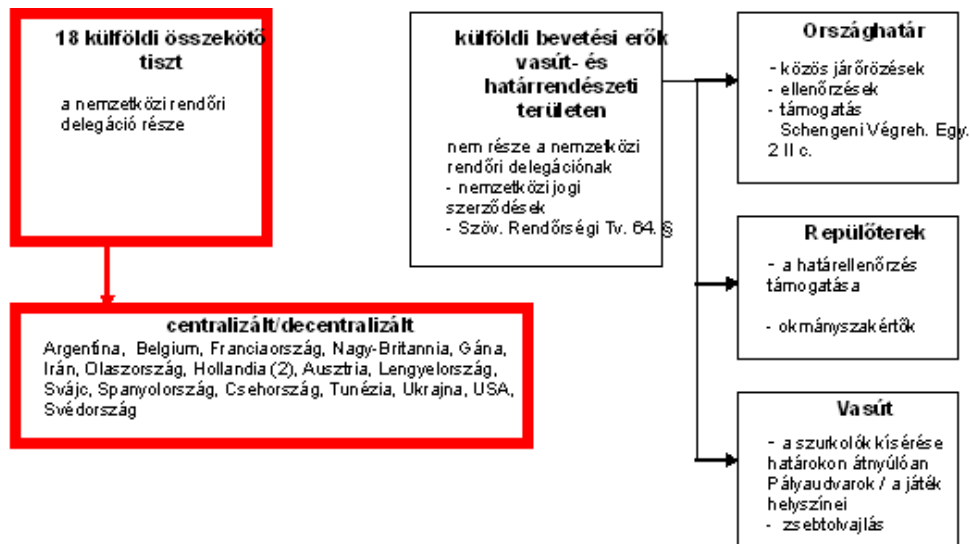 18 külföldi összekötő
tiszt
a nemzetközi rendőri
delegáció része
centralizált/decentralizált
Argentína, Belgium, Franciaország, Nagy-Britannia, Gána,
Irán, Olaszország, Hollandia (2), Ausztria, Lengyelország,
Svájc, Spanyolország, Csehország, Tunézia, Ukrajna, USA,
Svédország
külföldi bevetési erők
vasút- és
határrendészeti
területen
nem része a nemzetközi
rendőri delegációnak
- nemzetközi jogi
szerződések
- Szöv. Rendőrségi Tv. 64. §
Országhatár
- közös járőrözések
- ellenőrzések
- támogatás
Schengeni Végreh. Egy.
2 II c.
Repülőterek
- a határellenőrzés
támogatása
- okmányszakértők
Vasút
- a szurkolók kísérése
határokon átnyúlóan
Pályaudvarok / a játék
helyszínei
- zsebtolvajlás